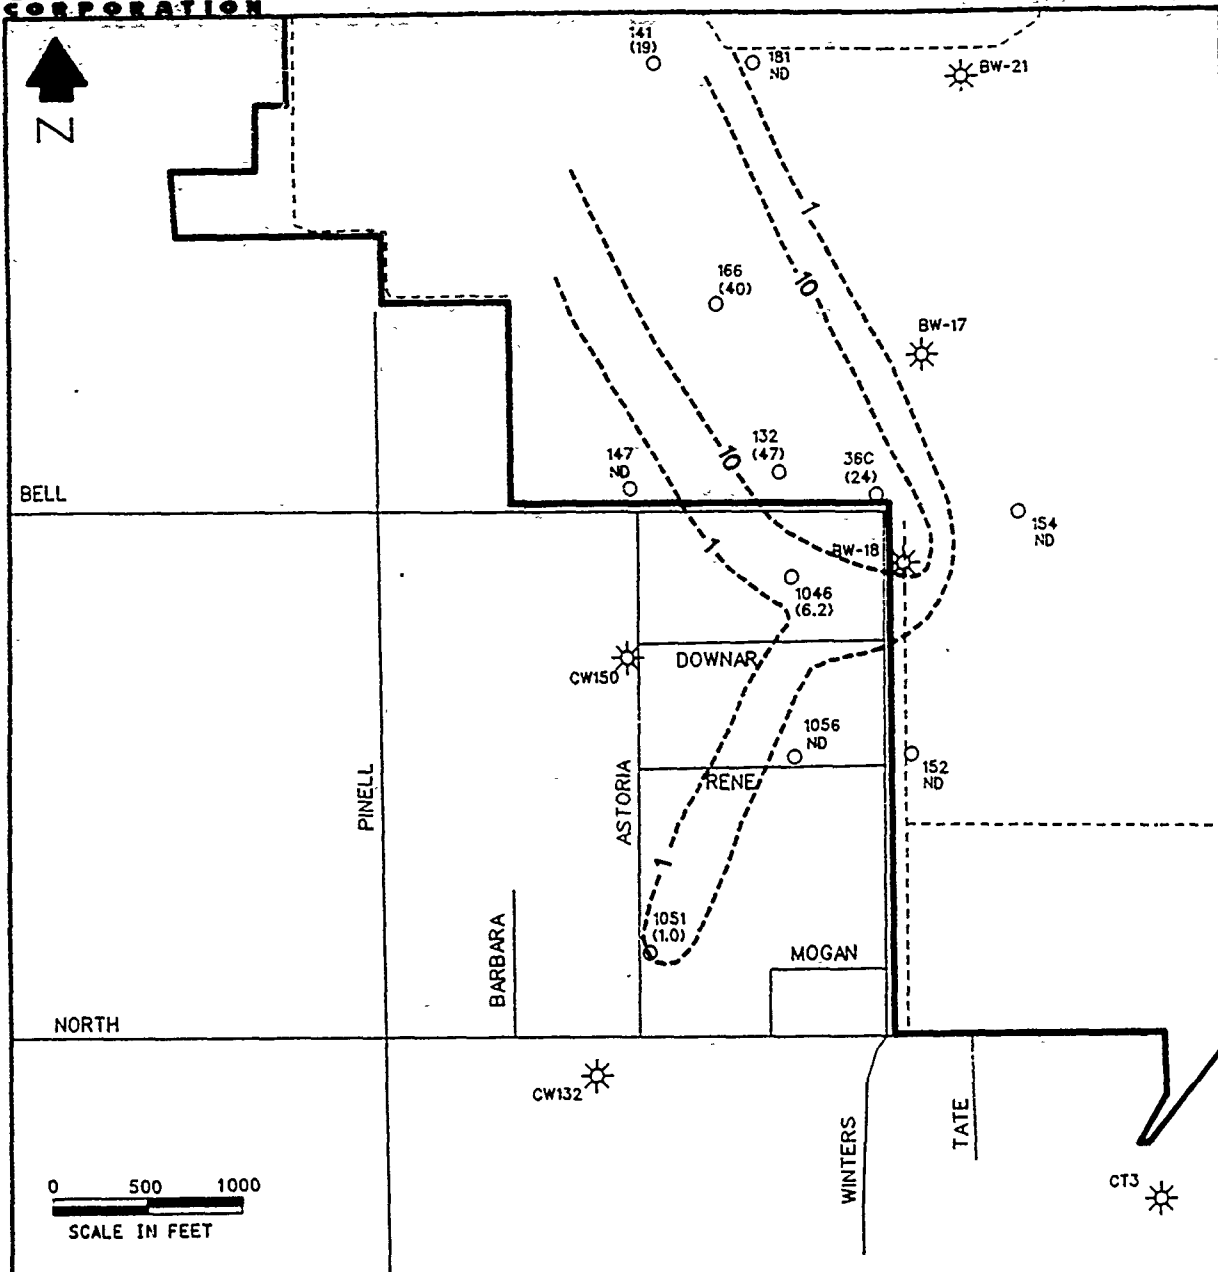 CORPORATION
141
(19)
181
ND
BW-21
N
1
166
(40)
10
BW-17
132
(47)
10
147
ND
36C
(24)
BELL
154
ND
1
BW-18
1046
(6.2)
DOWNAR
CW150
1056
ND
152
ND
RENE
PINELL
ASTORIA
1
1051
(1.0)
BARBARA
MOGAN
NORTH
CW132
WINTERS
TATE
CT3
0 500 1000
SCALE IN FEET